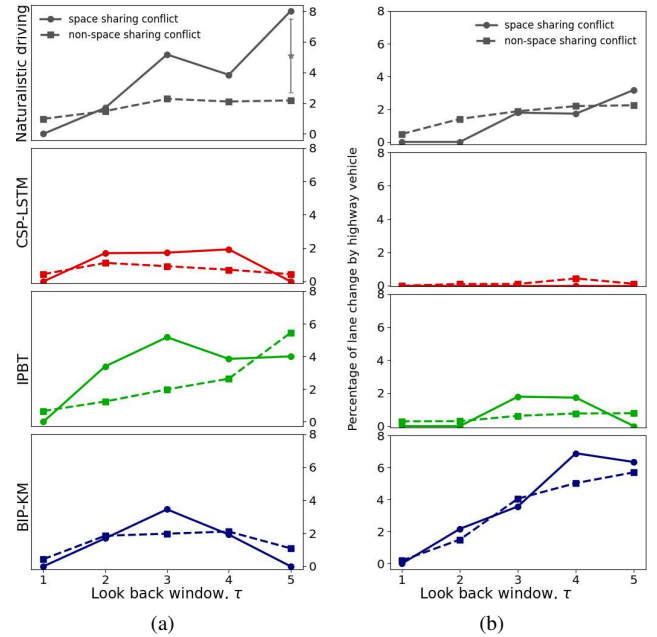 Naturalistic driving
space sharing conflict
non-space sharing conflict
8
6
4
2
0
CSP-LSTM
8
6
4
2
0
IPBT
8
6
4
2
0
BIP-KM
8
6
4
2
0
1 2 3 4 5
Look back window, τ
(a)
Percentage of lane change by highway vehicle
space sharing conflict
non-space sharing conflict
8
6
4
2
0
8
6
4
2
0
8
6
4
2
0
8
6
4
2
0
1 2 3 4 5
Look back window, τ
(b)